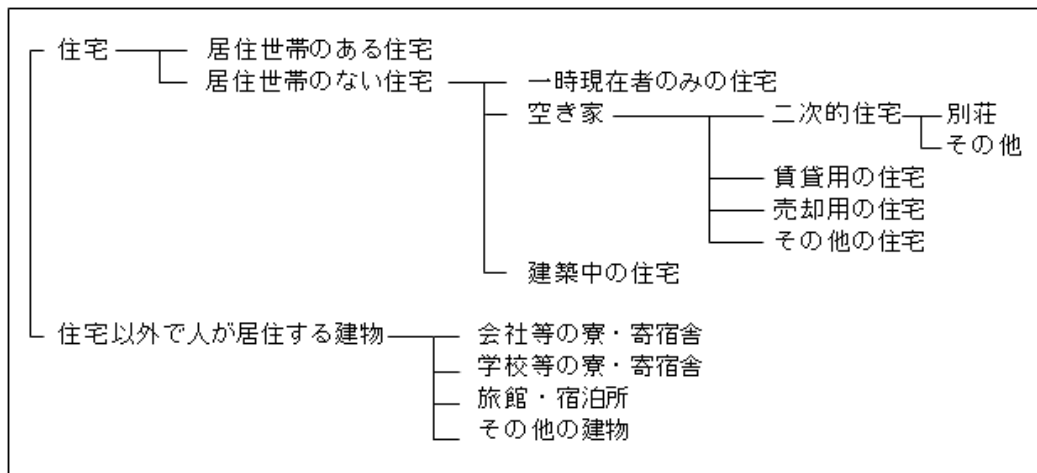 住宅 居住世帯のある住宅
居住世帯のない住宅 一時現在者のみの住宅
空き家 二次的住宅 別荘
その他
賃貸用の住宅
売却用の住宅
その他の住宅
建築中の住宅
住宅以外で人が居住する建物 会社等の寮・寄宿舎
学校等の寮・寄宿舎
旅館・宿泊所
その他の建物